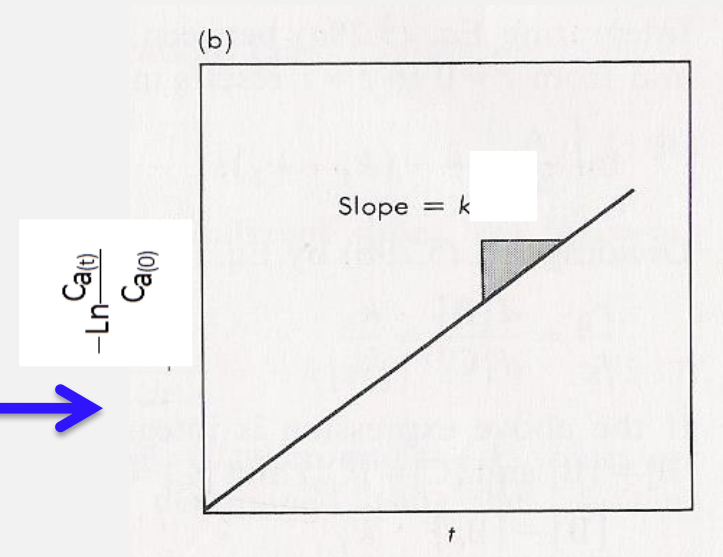 (b)
Slope = k
-Ln Ca(t)
Ca(0)
t